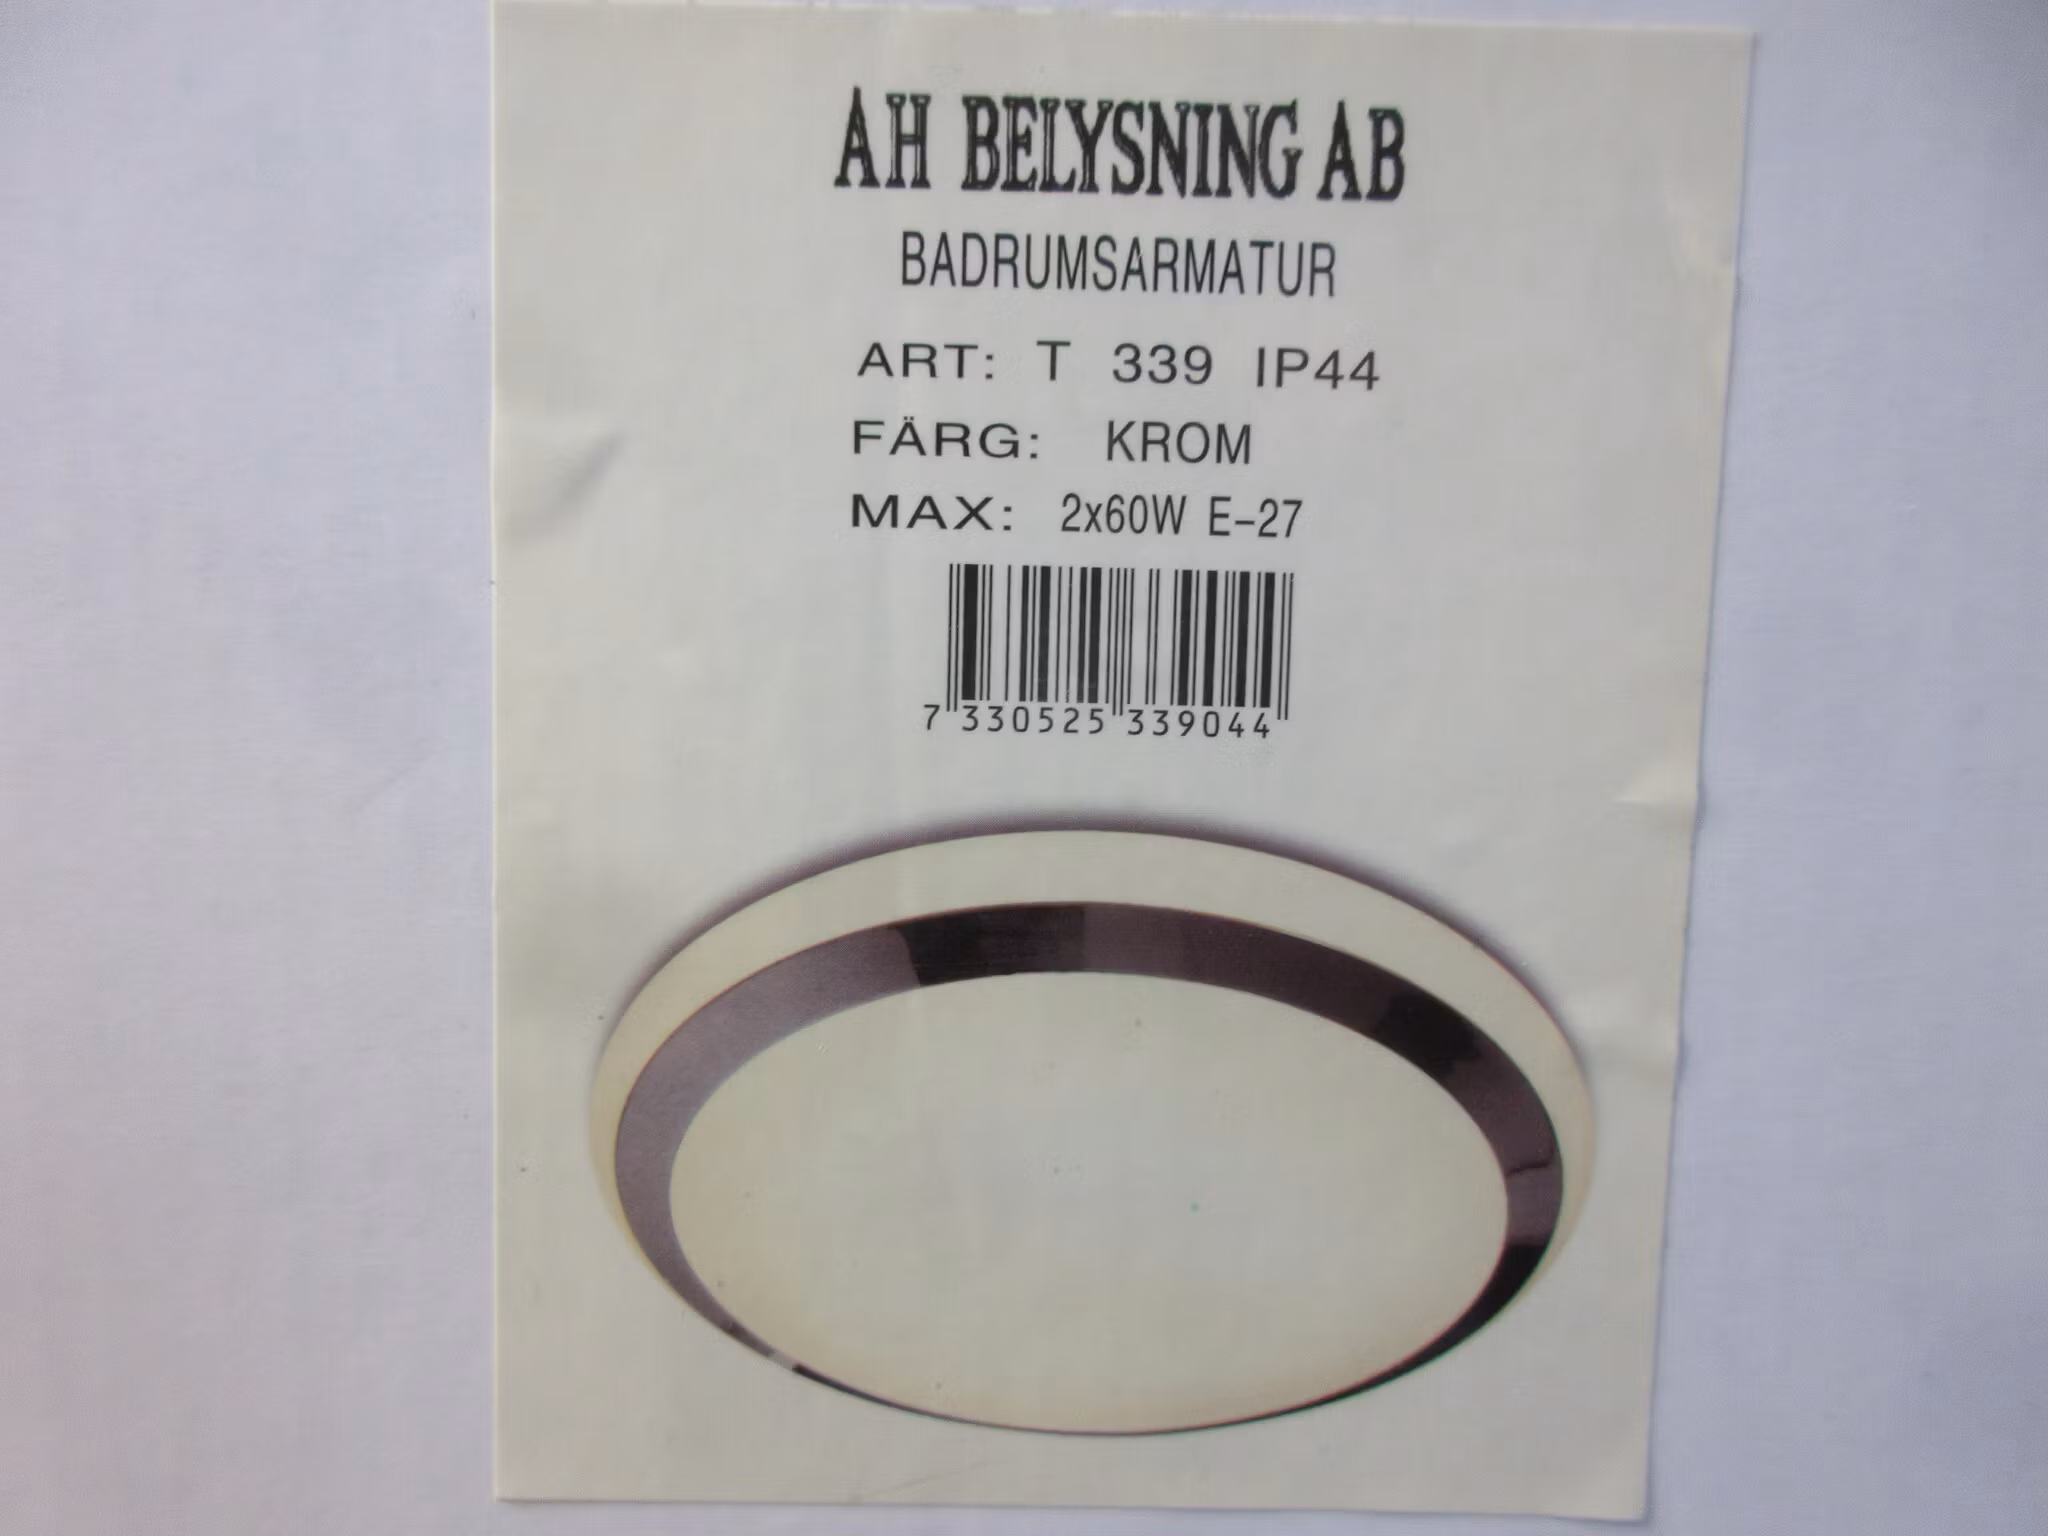 AH BELYSNING AB
BADRUMSARMATUR
ART: T 339 IP44
FÄRG: KROM
MAX: 2x60W E-27
7 330525 339044